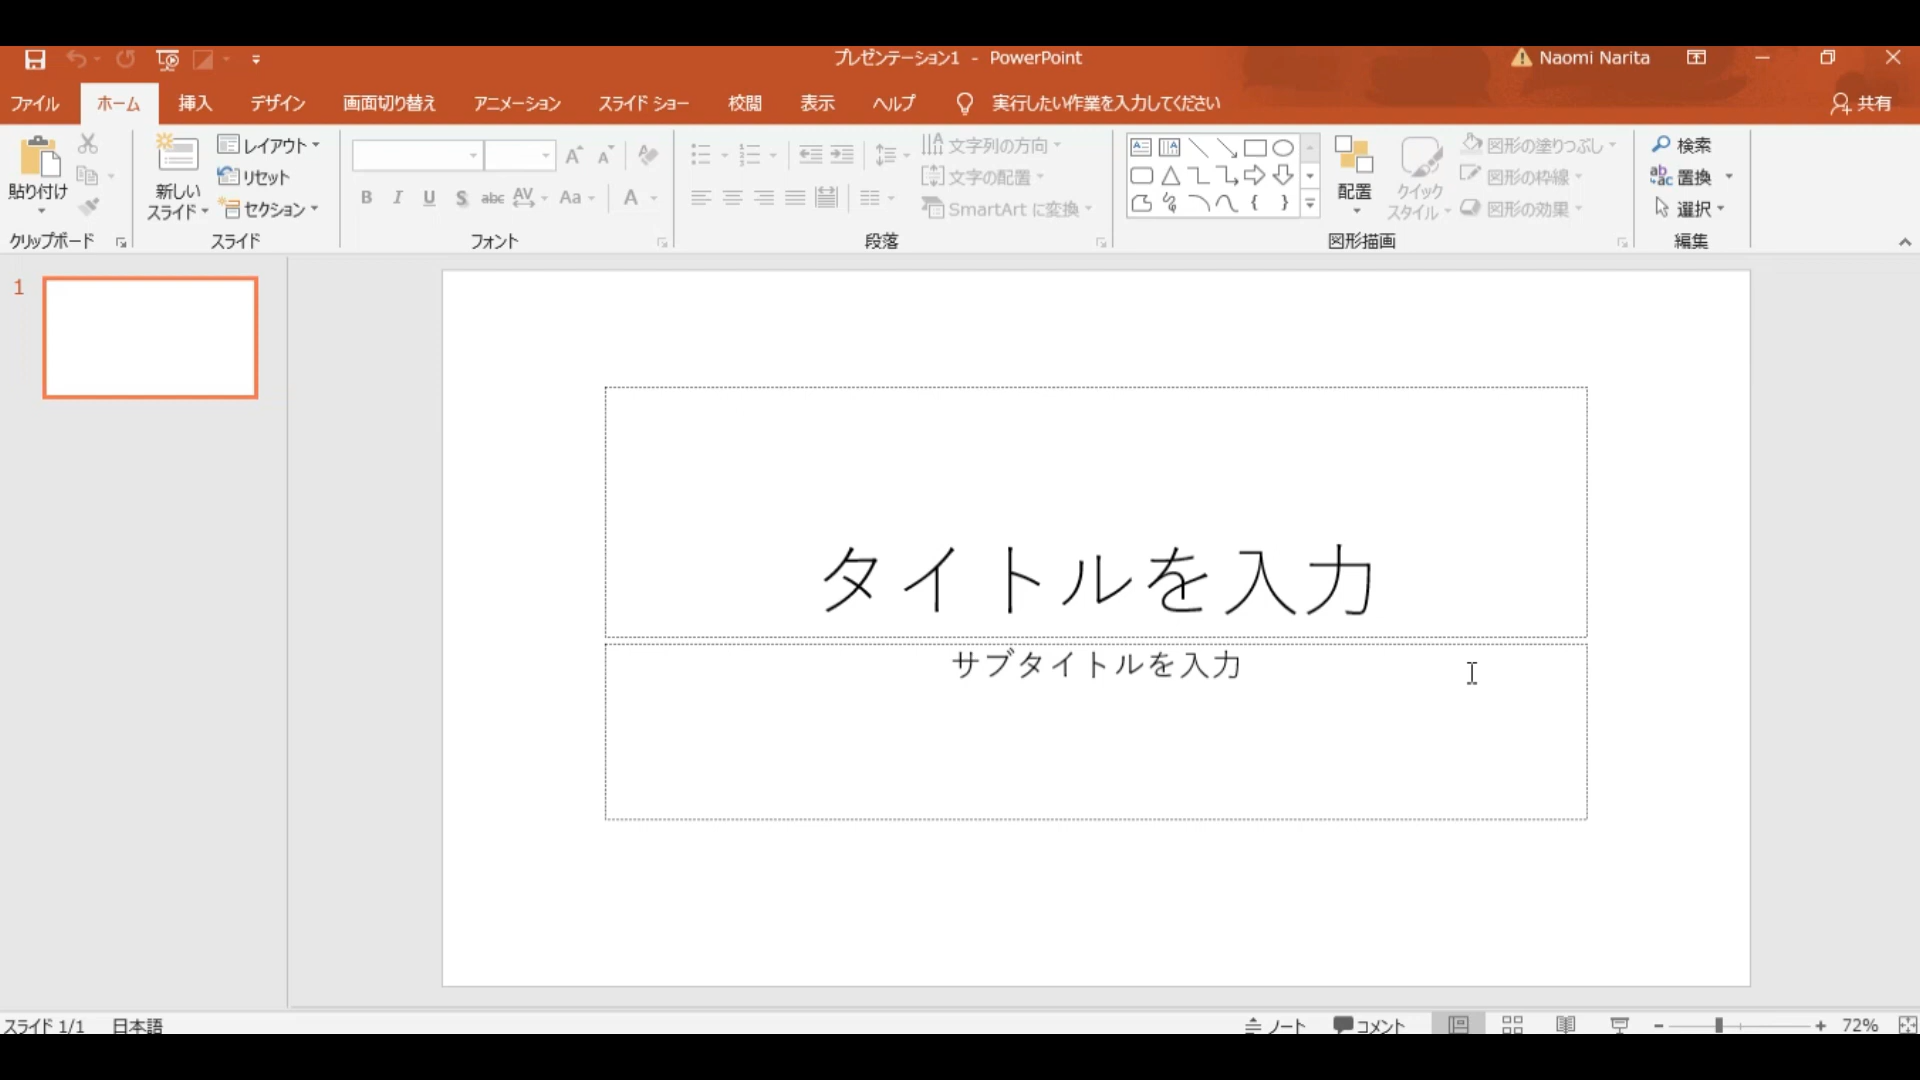 プレゼンテーション1 - PowerPoint
Naomi Narita
ファイル ホーム 挿入 デザイン 画面切り替え アニメーション スライド ショー 校閲 表示 ヘルプ 実行したい作業を入力してください 共有
貼り付け
クリップボード
新しい
スライド
レイアウト
リセット
セクション
スライド
B I U S abc AV Aa A
フォント
文字列の方向
文字の配置
SmartArt に変換
段落
配置
クイック
スタイル
図形の塗りつぶし
図形の枠線
図形の効果
図形描画
検索
置換
選択
編集
1
タイトルを入力
サブタイトルを入力
スライド 1/1 日本語
ノート コメント 72%